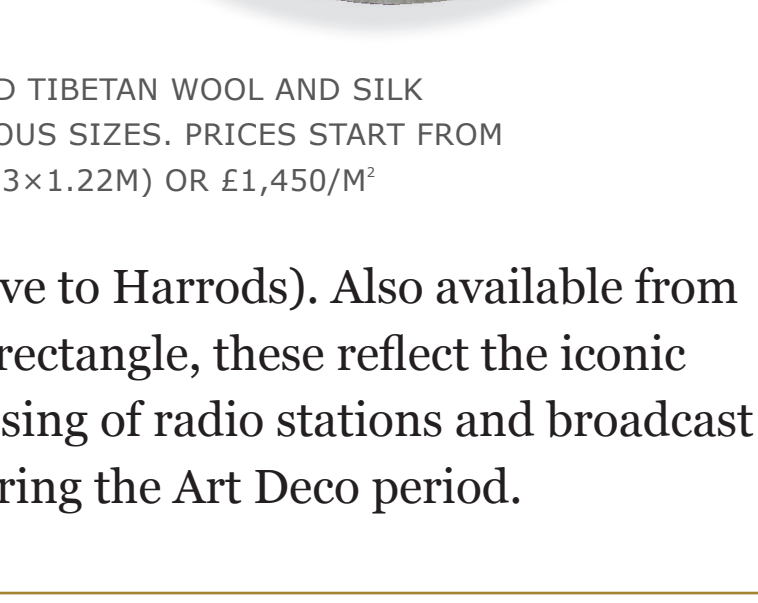 D TIBETAN WOOL AND SILK
OUS SIZES. PRICES START FROM
3×1.22M) OR £1,450/M²
ve to Harrods). Also available from
rectangle, these reflect the iconic
sing of radio stations and broadcast
ring the Art Deco period.